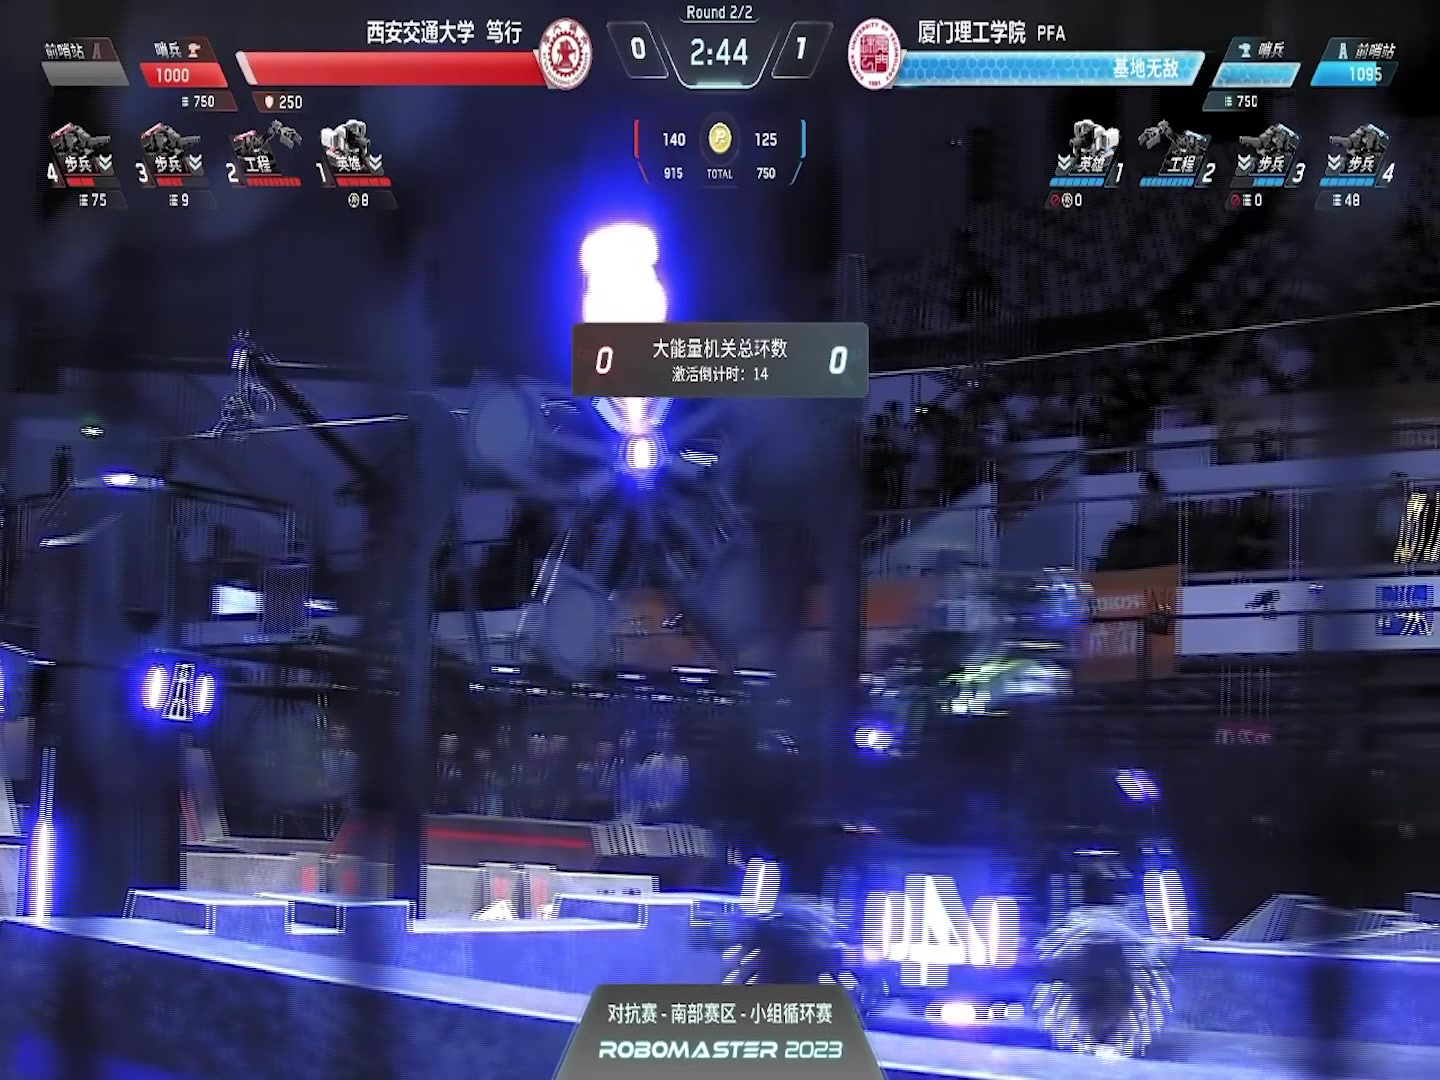 Round 2/2
西安交通大学 笃行
0
2:44
1
厦门理工学院 PFA
前哨站
哨兵
1000
750
250
基地无敌
哨兵
750
前哨站
1095
140
125
915
TOTAL
750
4 步兵
75
3 步兵
9
2 工程
1 英雄
8
英雄 1
0
工程 2
步兵 3
0
步兵 4
48
0
大能量机关总环数
激活倒计时：14
0
4
对抗赛 - 南部赛区 - 小组循环赛
ROBOMASTER 2023